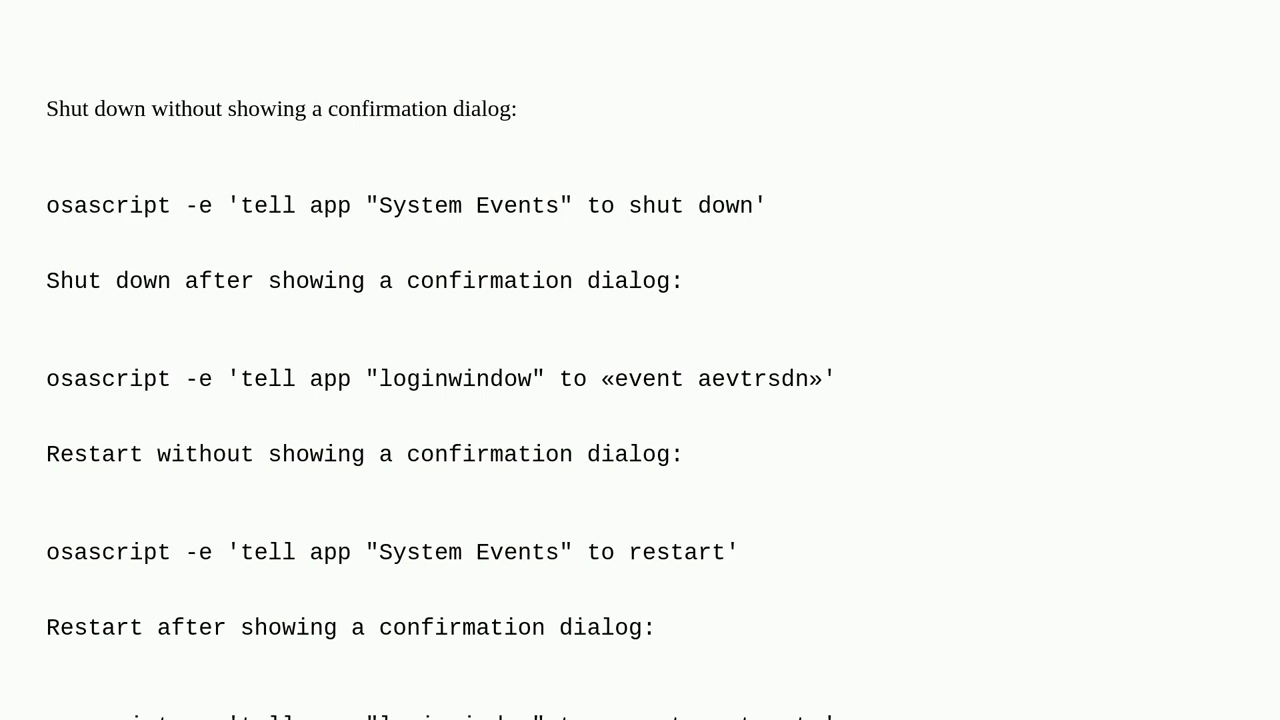 Shut down without showing a confirmation dialog:
osascript -e 'tell app "System Events" to shut down'
Shut down after showing a confirmation dialog:
osascript -e 'tell app "loginwindow" to «event aevtrsdn»'
Restart without showing a confirmation dialog:
osascript -e 'tell app "System Events" to restart'
Restart after showing a confirmation dialog: